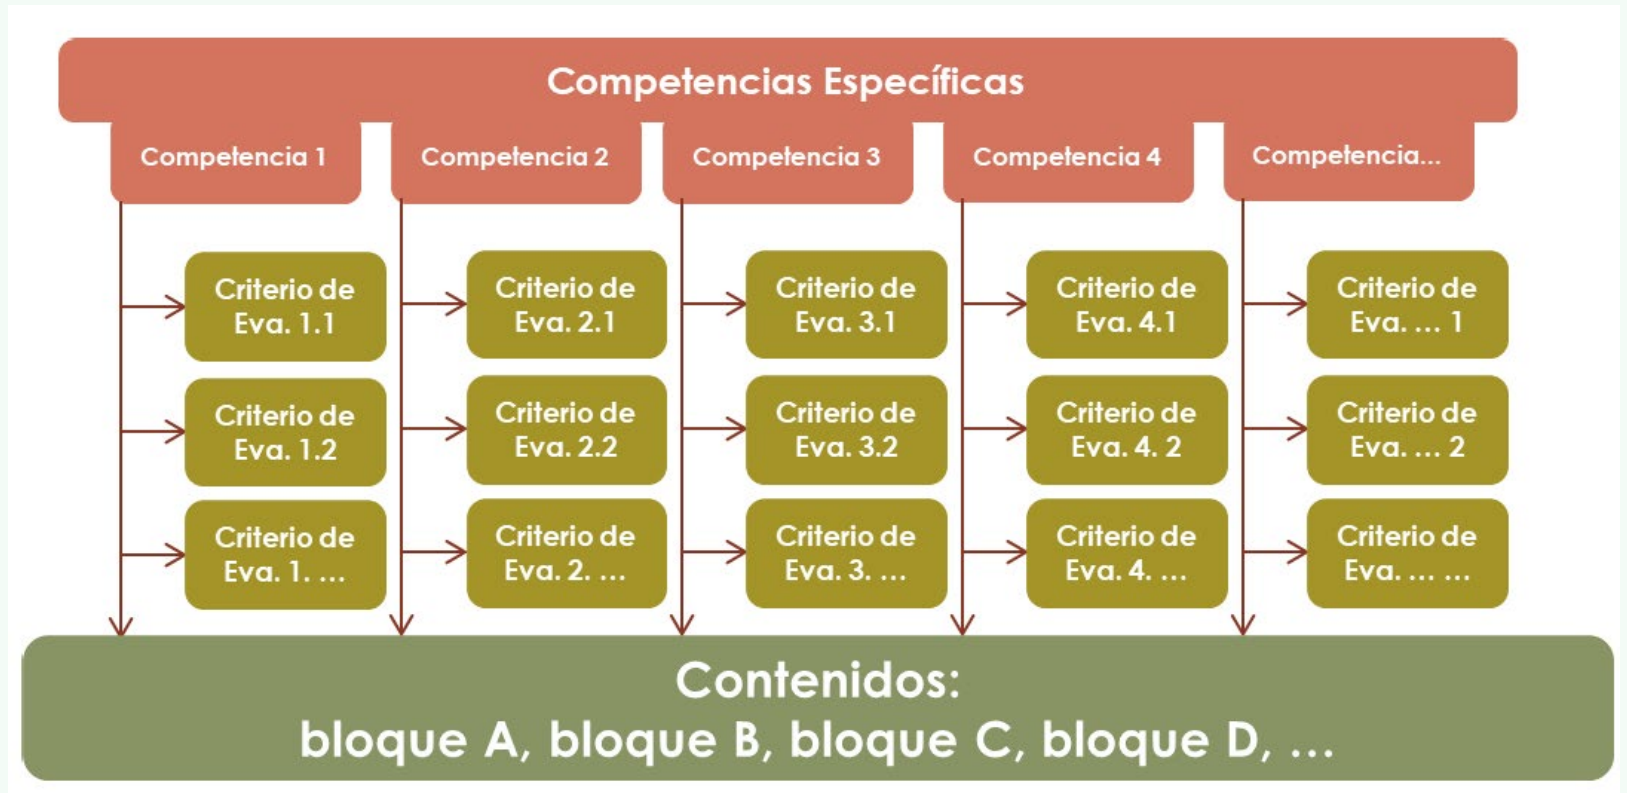 Competencias Específicas
Competencia 1
Competencia 2
Competencia 3
Competencia 4
Competencia...
Criterio de
Eva. 1.1
Criterio de
Eva. 2.1
Criterio de
Eva. 3.1
Criterio de
Eva. 4.1
Criterio de
Eva. ... 1
Criterio de
Eva. 1.2
Criterio de
Eva. 2.2
Criterio de
Eva. 3.2
Criterio de
Eva. 4. 2
Criterio de
Eva. ... 2
Criterio de
Eva. 1. ...
Criterio de
Eva. 2. ...
Criterio de
Eva. 3. ...
Criterio de
Eva. 4. ...
Criterio de
Eva. ... ...
Contenidos:
bloque A, bloque B, bloque C, bloque D, ...